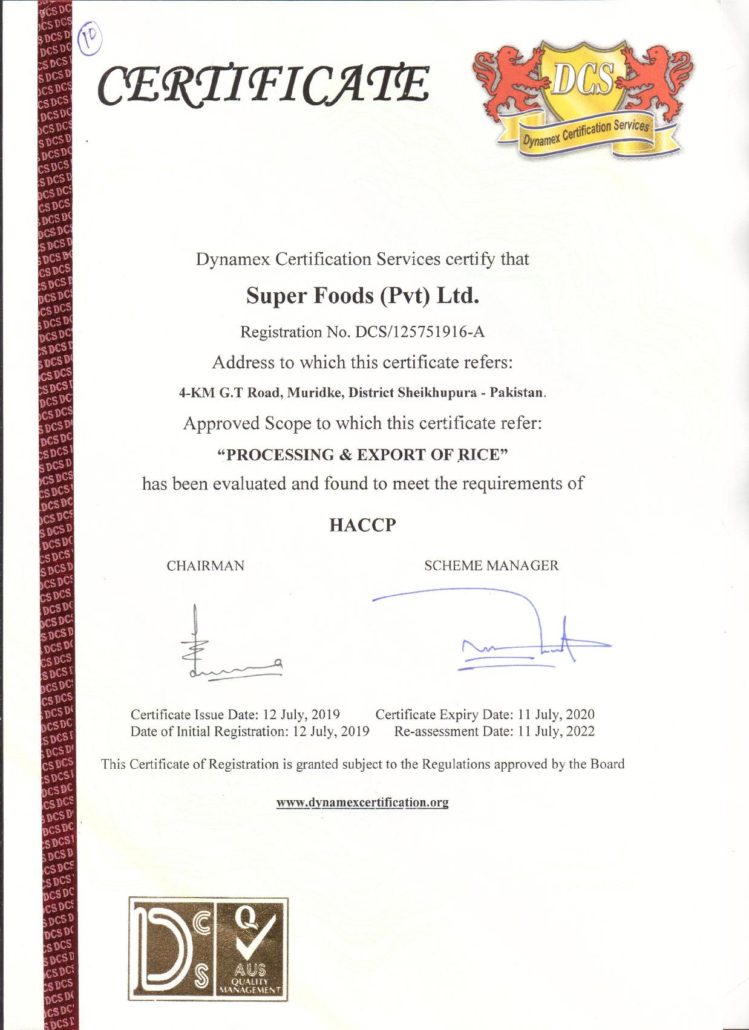 10
CERTIFICATE
DCS
Dynamex Certification Services
Dynamex Certification Services certify that
Super Foods (Pvt) Ltd.
Registration No. DCS/125751916-A
Address to which this certificate refers:
4-KM G.T Road, Muridke, District Sheikhupura - Pakistan.
Approved Scope to which this certificate refer:
“PROCESSING & EXPORT OF RICE”
has been evaluated and found to meet the requirements of
HACCP
CHAIRMAN SCHEME MANAGER
Certificate Issue Date: 12 July, 2019 Certificate Expiry Date: 11 July, 2020
Date of Initial Registration: 12 July, 2019 Re-assessment Date: 11 July, 2022
This Certificate of Registration is granted subject to the Regulations approved by the Board
www.dynamexcertification.org
DCS
Q
AUS
QUALITY
MANAGEMENT